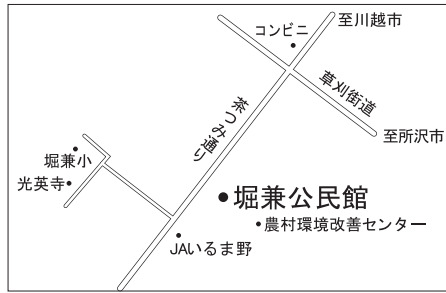 至川越市
コンビニ
草刈街道
至所沢市
茶つみ通り
堀兼小
光英寺
堀兼公民館
農村環境改善センター
JAいるま野